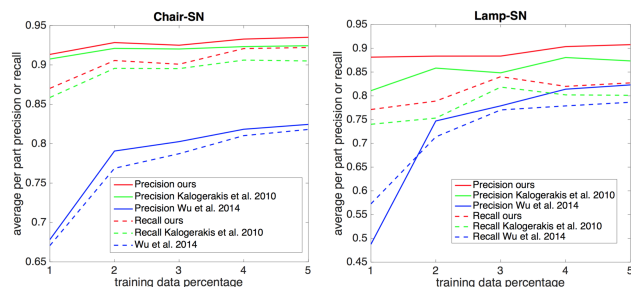 Chair-SN
average per part precision or recall
0.95
0.9
0.85
0.8
0.75
0.7
0.65
Precision ours
Precision Kalogerakis et al. 2010
Precision Wu et al. 2014
Recall ours
Recall Kalogerakis et al. 2010
Wu et al. 2014
1 2 3 4 5
training data percentage
Lamp-SN
average per part precision or recall
0.95
0.9
0.85
0.8
0.75
0.7
0.65
0.6
0.55
0.5
0.45
Precision ours
Precision Kalogerakis et al. 2010
Precision Wu et al. 2014
Recall ours
Recall Kalogerakis et al. 2010
Recall Wu et al. 2014
1 2 3 4 5
training data percentage